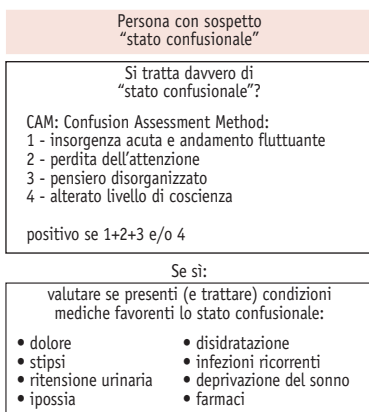 Persona con sospetto
“stato confusionale”
Si tratta davvero di
“stato confusionale”?
CAM: Confusion Assessment Method:
1 - insorgenza acuta e andamento fluttuante
2 - perdita dell'attenzione
3 - pensiero disorganizzato
4 - alterato livello di coscienza
positivo se 1+2+3 e/o 4
Se sì:
valutare se presenti (e trattare) condizioni
mediche favorenti lo stato confusionale:
• dolore
• stipsi
• ritensione urinaria
• ipossia
• disidratazione
• infezioni ricorrenti
• deprivazione del sonno
• farmaci